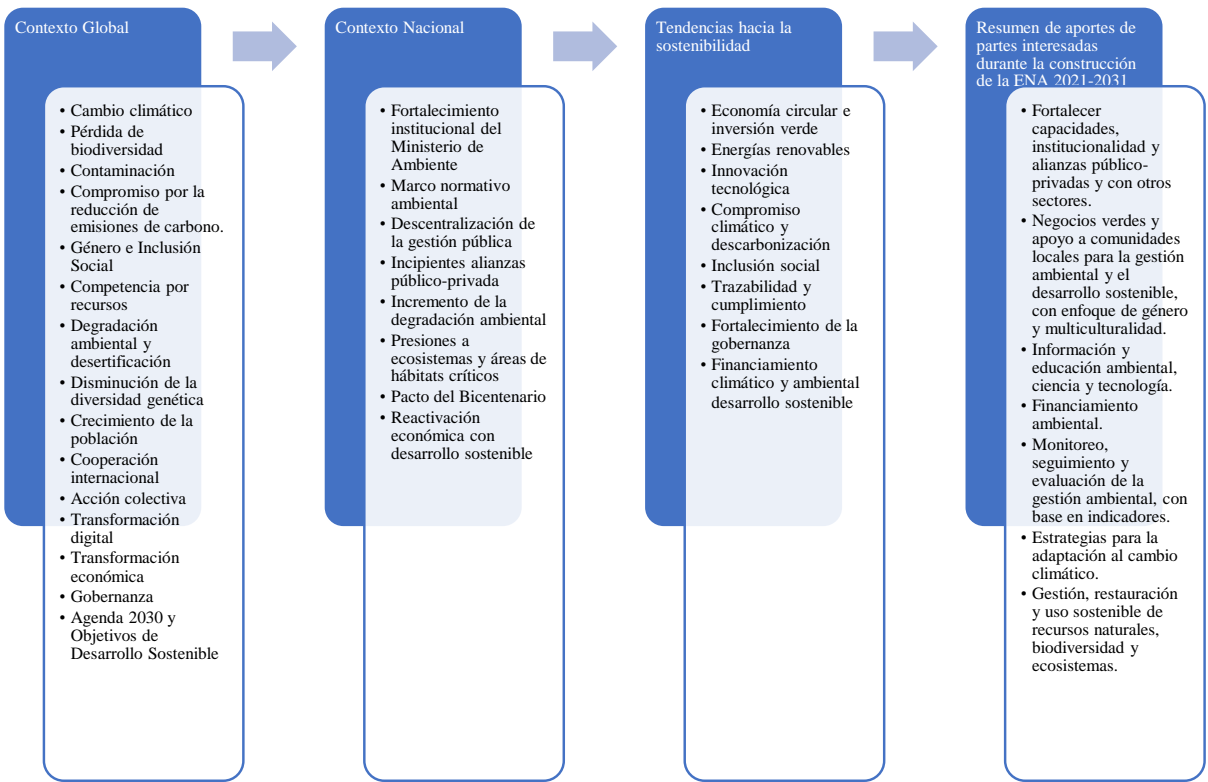 Contexto Global
• Cambio climático
• Pérdida de
biodiversidad
• Contaminación
• Compromiso por la
reducción de
emisiones de carbono.
• Género e Inclusión
Social
• Competencia por
recursos
• Degradación
ambiental y
desertificación
• Disminución de la
diversidad genética
• Crecimiento de la
población
• Cooperación
internacional
• Acción colectiva
• Transformación
digital
• Transformación
económica
• Gobernanza
• Agenda 2030 y
Objetivos de
Desarrollo Sostenible
Contexto Nacional
• Fortalecimiento
institucional del
Ministerio de
Ambiente
• Marco normativo
ambiental
• Descentralización de
la gestión pública
• Incipientes alianzas
público-privada
• Incremento de la
degradación ambiental
• Presiones a
ecosistemas y áreas de
hábitats críticos
• Pacto del Bicentenario
• Reactivación
económica con
desarrollo sostenible
Tendencias hacia la
sostenibilidad
• Economía circular e
inversión verde
• Energías renovables
• Innovación
tecnológica
• Compromiso
climático y
descarbonización
• Inclusión social
• Trazabilidad y
cumplimiento
• Fortalecimiento de la
gobernanza
• Financiamiento
climático y ambiental
desarrollo sostenible
Resumen de aportes de
partes interesadas
durante la construcción
de la ENA 2021-2031
• Fortalecer
capacidades,
institucionalidad y
alianzas público-
privadas y con otros
sectores.
• Negocios verdes y
apoyo a comunidades
locales para la gestión
ambiental y el
desarrollo sostenible,
con enfoque de género
y multiculturalidad.
• Información y
educación ambiental,
ciencia y tecnología.
• Financiamiento
ambiental.
• Monitoreo,
seguimiento y
evaluación de la
gestión ambiental, con
base en indicadores.
• Estrategias para la
adaptación al cambio
climático.
• Gestión, restauración
y uso sostenible de
recursos naturales,
biodiversidad y
ecosistemas.